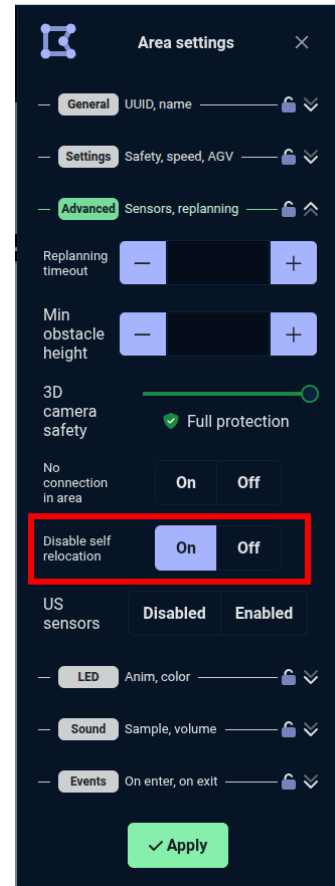 Area settings
General UUID, name
Settings Safety, speed, AGV
Advanced Sensors, replanning
Replanning
timeout
Min
obstacle
height
3D
camera
safety
Full protection
No
connection
in area
On Off
Disable self
relocation
On Off
US
sensors
Disabled Enabled
LED Anim, color
Sound Sample, volume
Events On enter, on exit
Apply